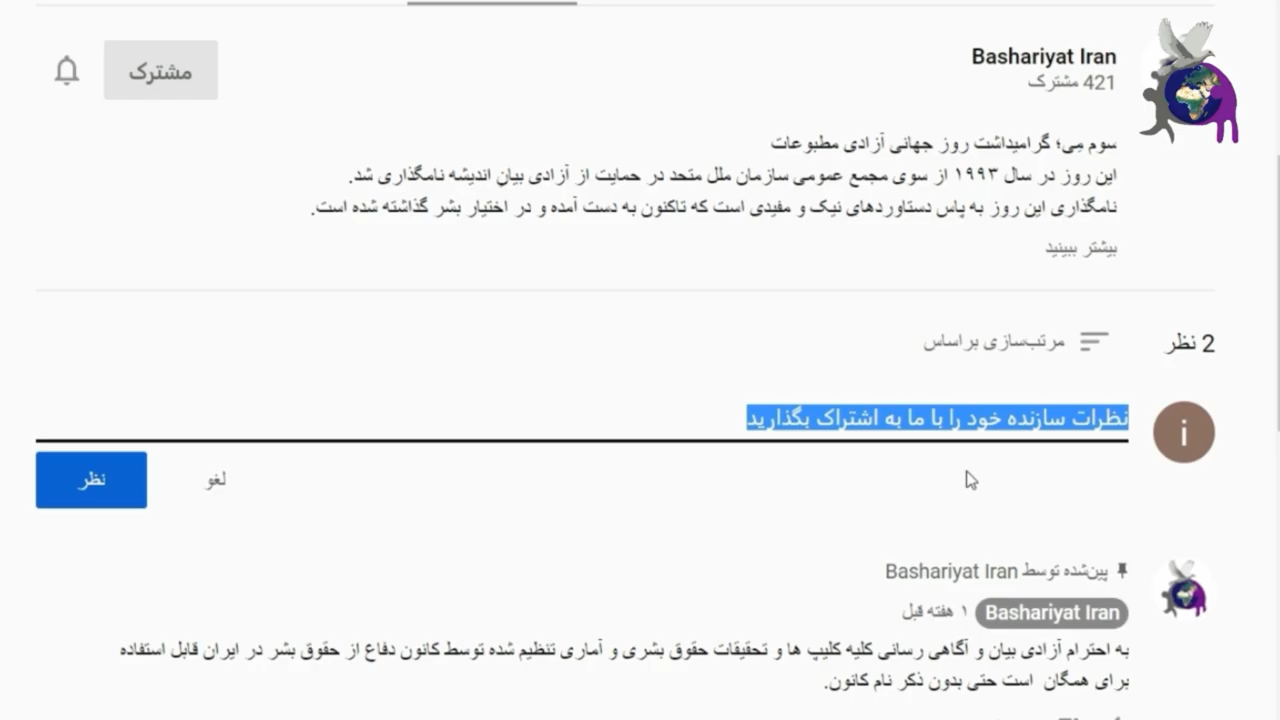 Bashariyat Iran
421 مشترک
مشترک
سوم مِی؛ گرامیداشت روز جهانی آزادی مطبوعات
این روز در سال ۱۹۹۳ از سوی مجمع عمومی سازمان ملل متحد در حمایت از آزادی بیانِ اندیشه نامگذاری شد.
نامگذاری این روز به پاس دستاوردهای نیک و مفیدی است که تاکنون به دست آمده و در اختیار بشر گذاشته شده است.
بیشتر ببینید
2 نظر
مرتب‌سازی براساس
i
نظرات سازنده خود را با ما به اشتراک بگذارید
لغو
نظر
پین‌شده توسط Bashariyat Iran
Bashariyat Iran ۱ هفته قبل
به احترام آزادی بیان و آگاهی رسانی کلیه کلیپ ها و تحقیقات حقوق بشری و آماری تنظیم شده توسط کانون دفاع از حقوق بشر در ایران قابل استفاده
برای همگان است حتی بدون ذکر نام کانون.